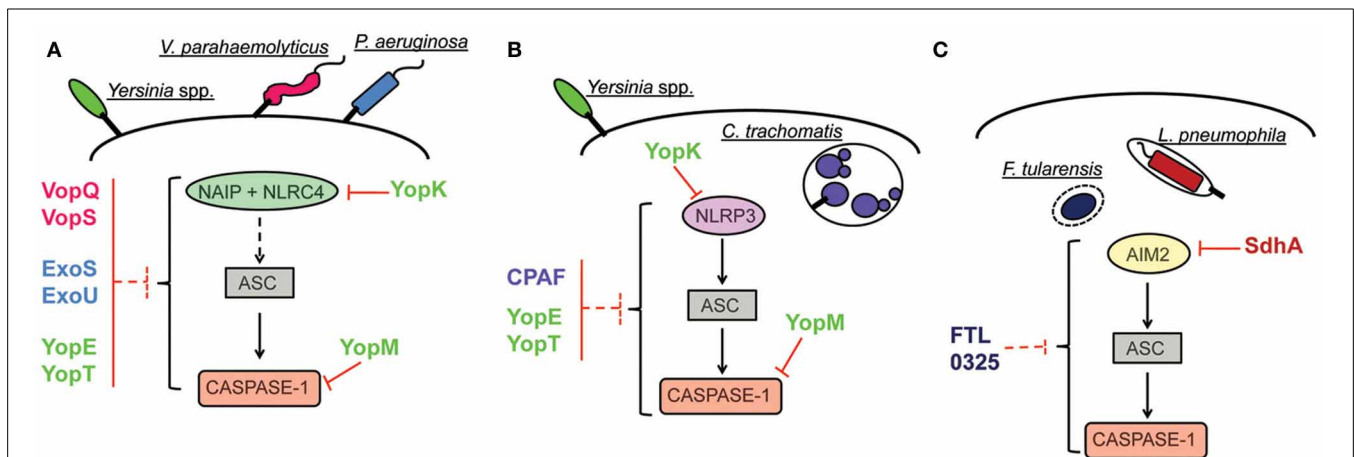 A
V. parahaemolyticus
P. aeruginosa
Yersinia spp.
NAIP + NLRC4
YopK
VopQ
VopS
ExoS
ExoU
ASC
YopE
YopT
YopM
CASPASE-1
B
Yersinia spp.
C. trachomatis
YopK
NLRP3
CPAF
ASC
YopE
YopT
YopM
CASPASE-1
C
L. pneumophila
F. tularensis
AIM2
SdhA
FTL
0325
ASC
CASPASE-1